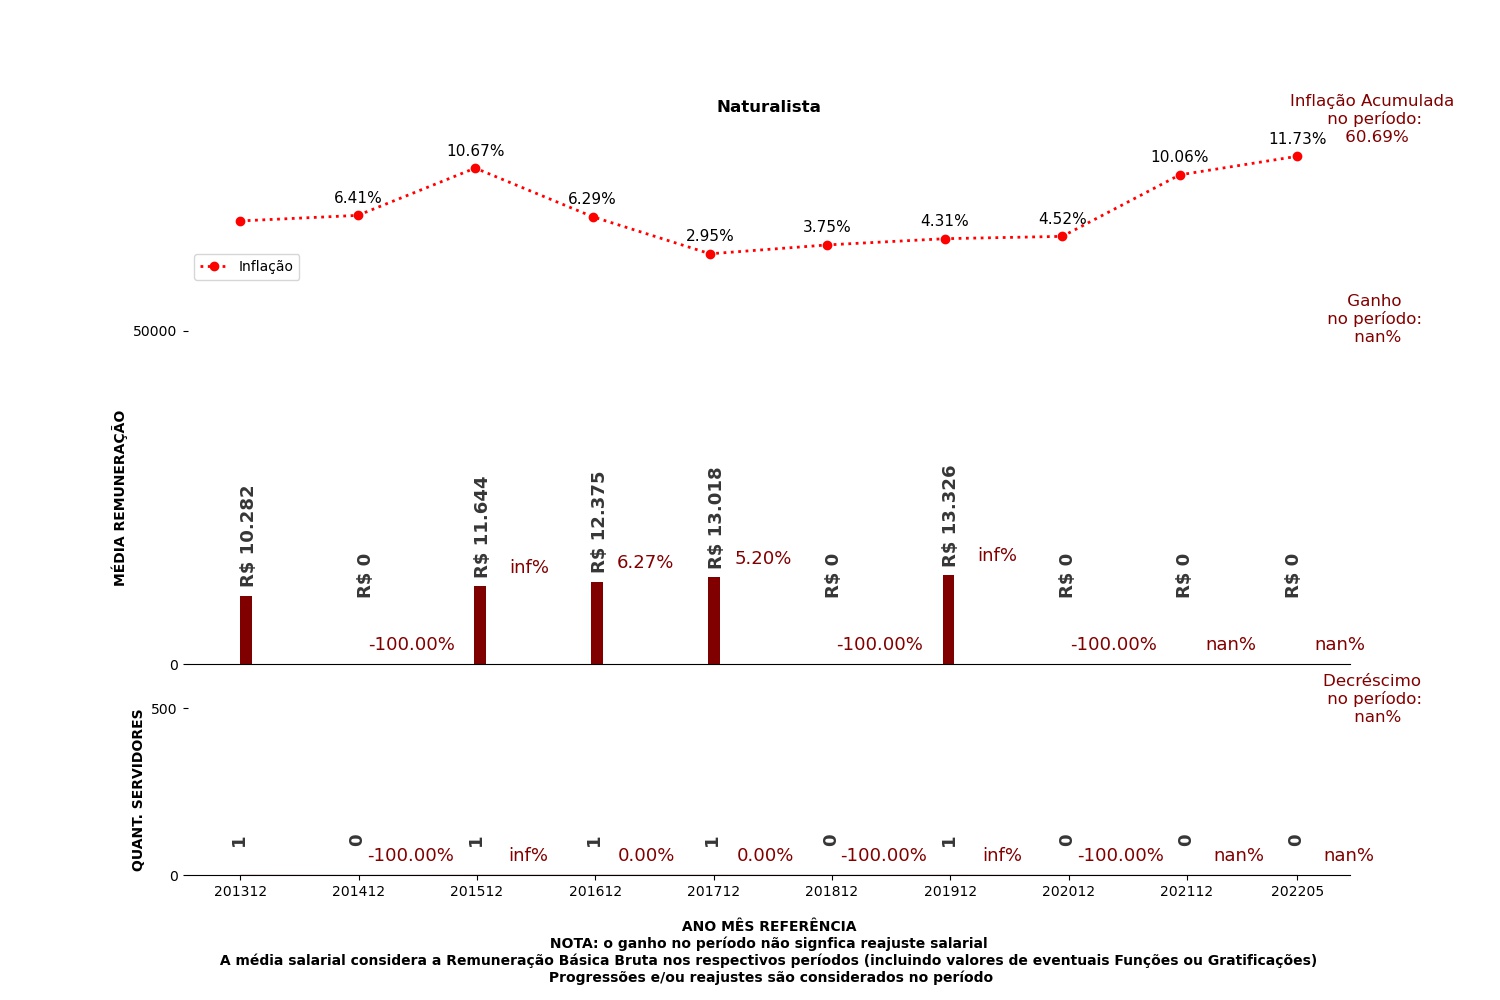 Naturalista
Inflação Acumulada
no período:
60.69%
6.41%
10.67%
6.29%
2.95%
3.75%
4.31%
4.52%
10.06%
11.73%
Inflação
Ganho
no período:
nan%
50000
0
MÉDIA REMUNERAÇÃO
R$ 10.282
R$ 0
R$ 11.644
R$ 12.375
R$ 13.018
R$ 0
R$ 13.326
R$ 0
R$ 0
R$ 0
-100.00%
inf%
6.27%
5.20%
-100.00%
inf%
-100.00%
nan%
nan%
Decréscimo
no período:
nan%
500
0
QUANT. SERVIDORES
1
0
1
1
1
0
1
0
0
0
-100.00%
inf%
0.00%
0.00%
-100.00%
inf%
-100.00%
nan%
nan%
201312
201412
201512
201612
201712
201812
201912
202012
202112
202205
ANO MÊS REFERÊNCIA
NOTA: o ganho no período não signfica reajuste salarial
A média salarial considera a Remuneração Básica Bruta nos respectivos períodos (incluindo valores de eventuais Funções ou Gratificações)
Progressões e/ou reajustes são considerados no período